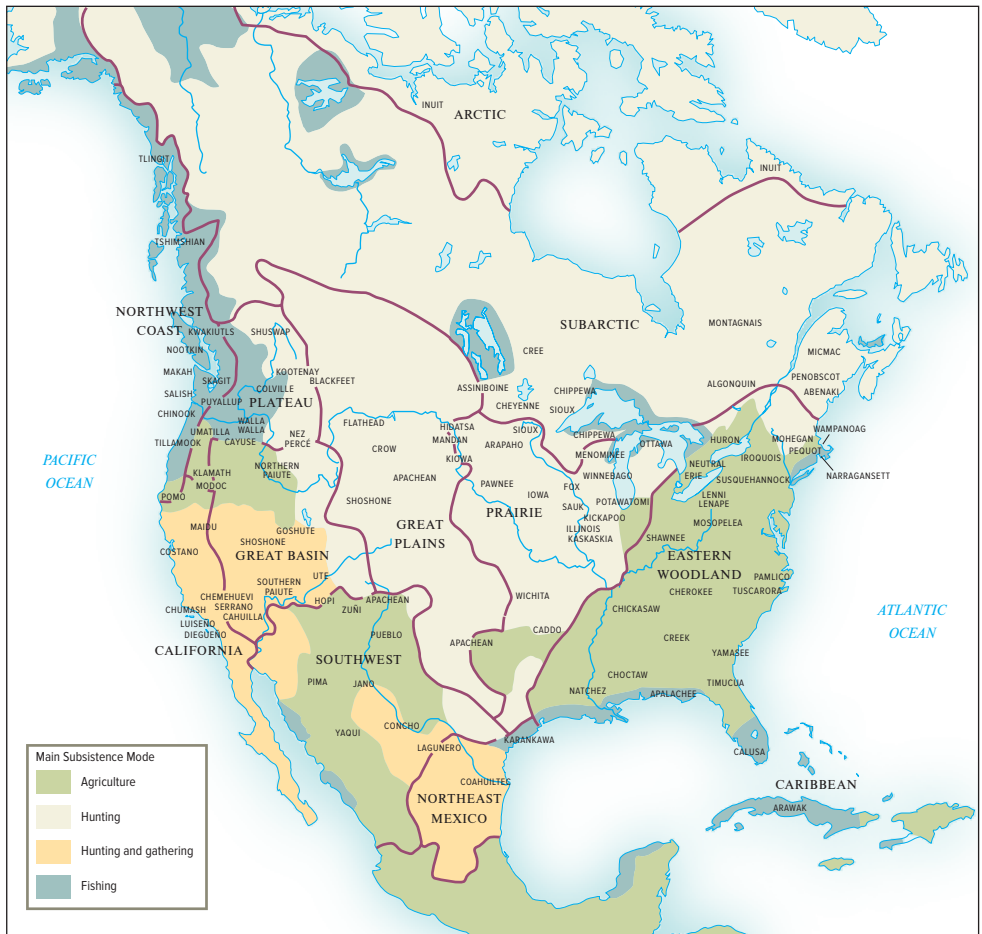 INUIT
ARCTIC
TLINGIT
INUIT
TSHIMSHIAN
NORTHWEST
COAST
KWAKIUTLS
SHUSWAP
SUBARCTIC
MONTAGNAIS
NOOTKIN
CREE
MICMAC
MAKAH
SKAGIT
KOOTENAY
BLACKFEET
COLVILLE
ASSINIBOINE
CHIPPEWA
ALGONQUIN
PENOBSCOT
ABENAKI
SALISH
PUYALLUP
PLATEAU
CHEYENNE
SIOUX
CHINOOK
WALLA
WALLA
FLATHEAD
HIDATSA
MANDAN
SIOUX
CHIPPEWA
WAMPANOAG
UMATILLA
TILLAMOOK
CAYUSE
NEZ
PERCÉ
CROW
ARAPAHO
OTTAWA
HURON
MOHEGAN
PEQUOT
KIOWA
MENOMINEE
NEUTRAL
IROQUOIS
PACIFIC
OCEAN
KLAMATH
MODOC
NORTHERN
PAIUTE
APACHEAN
PAWNEE
WINNEBAGO
ERIE
SUSQUEHANNOCK
NARRAGANSETT
POMO
SHOSHONE
IOWA
FOX
SAUK
POTAWATOMI
LENNI
LENAPE
PRAIRIE
KICKAPOO
MAIDU
GREAT
PLAINS
ILLINOIS
KASKASKIA
MOSOPELEA
GOSHUTE
SHOSHONE
COSTANO
GREAT BASIN
SHAWNEE
EASTERN
WOODLAND
UTE
SOUTHERN
PAIUTE
PAMLICO
CHEMEHUEVI
SERRANO
CAHUILLA
HOPI
ZUÑI
APACHEAN
WICHITA
CHEROKEE
TUSCARORA
CHUMASH
LUISEÑO
DIEGUEÑO
CALIFORNIA
CHICKASAW
ATLANTIC
OCEAN
PUEBLO
APACHEAN
CADDO
CREEK
SOUTHWEST
YAMASEE
PIMA
JANO
CHOCTAW
NATCHEZ
APALACHEE
TIMUCUA
YAQUI
CONCHO
LAGUNERO
KARANKAWA
CALUSA
COAHUILTEC
NORTHEAST
MEXICO
CARIBBEAN
ARAWAK
Main Subsistence Mode
Agriculture
Hunting
Hunting and gathering
Fishing